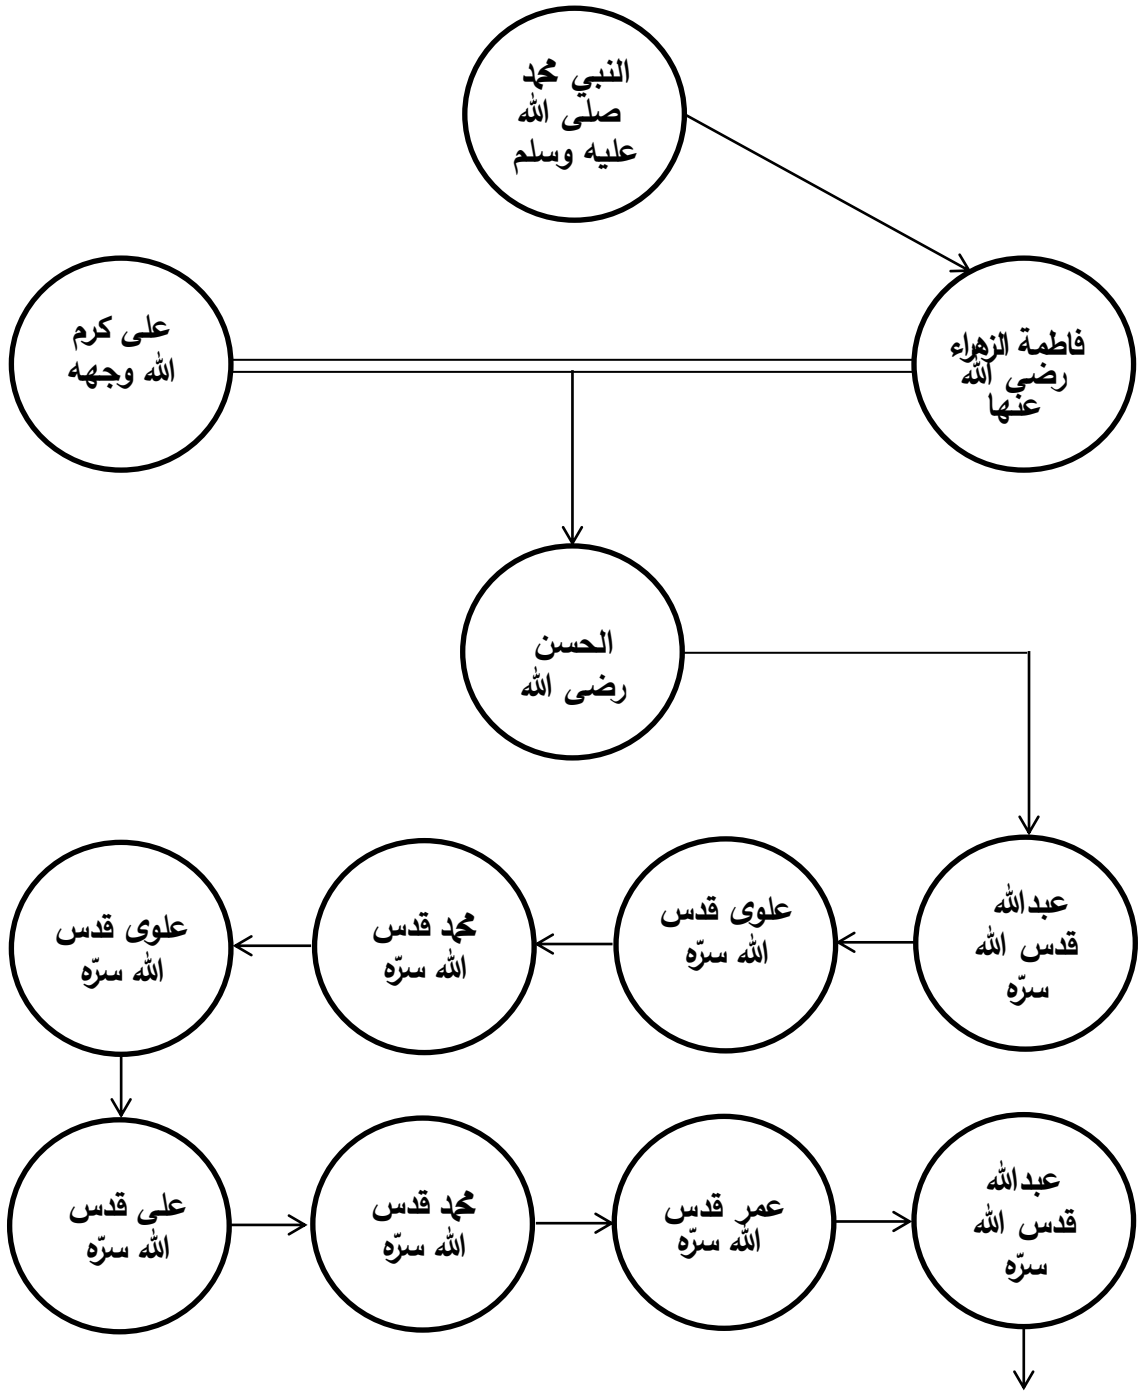 النبي محمد
صلى الله
عليه وسلم
فاطمة الزهراء
رضي الله
عنها
على كرم
الله وجهه
الحسن
رضى الله
عبدالله
قدس الله
سرّه
علوى قدس
الله سرّه
محمد قدس
الله سرّه
علوى قدس
الله سرّه
على قدس
الله سرّه
محمد قدس
الله سرّه
عمر قدس
الله سرّه
عبدالله
قدس الله
سرّه